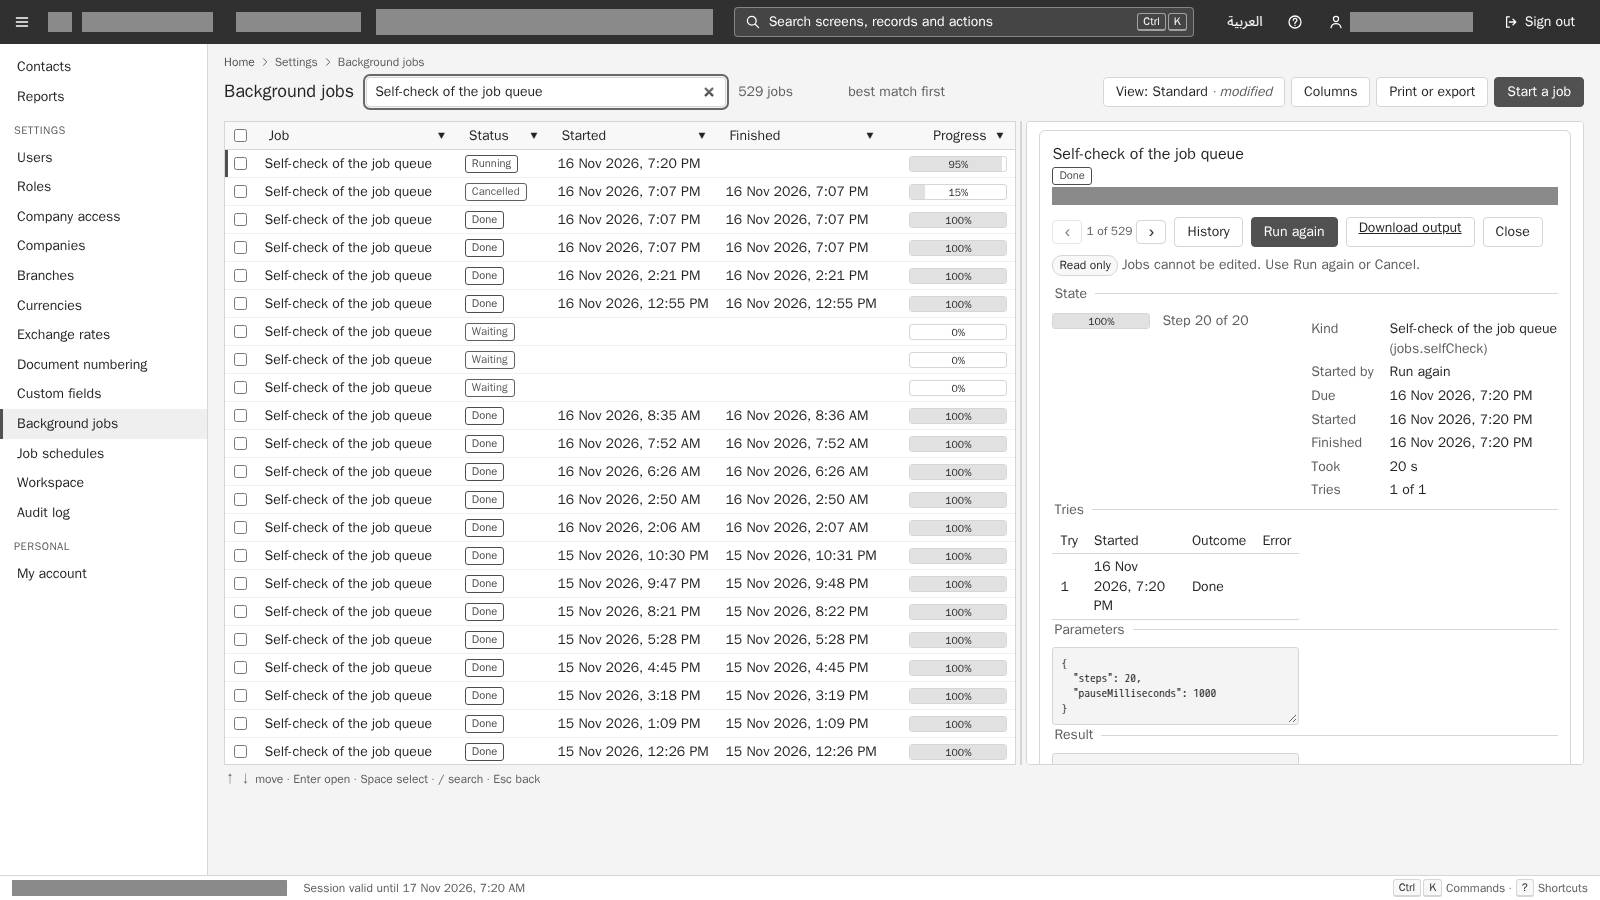 Search screens, records and actions Ctrl K العربية Sign out
Contacts
Reports
SETTINGS
Users
Roles
Company access
Companies
Branches
Currencies
Exchange rates
Document numbering
Custom fields
Background jobs
Job schedules
Workspace
Audit log
PERSONAL
My account
Home > Settings > Background jobs
Background jobs Self-check of the job queue 529 jobs best match first View: Standard · modified Columns Print or export Start a job
Job Status Started Finished Progress
Self-check of the job queue Running 16 Nov 2026, 7:20 PM 95%
Self-check of the job queue Cancelled 16 Nov 2026, 7:07 PM 16 Nov 2026, 7:07 PM 15%
Self-check of the job queue Done 16 Nov 2026, 7:07 PM 16 Nov 2026, 7:07 PM 100%
Self-check of the job queue Done 16 Nov 2026, 7:07 PM 16 Nov 2026, 7:07 PM 100%
Self-check of the job queue Done 16 Nov 2026, 2:21 PM 16 Nov 2026, 2:21 PM 100%
Self-check of the job queue Done 16 Nov 2026, 12:55 PM 16 Nov 2026, 12:55 PM 100%
Self-check of the job queue Waiting 0%
Self-check of the job queue Waiting 0%
Self-check of the job queue Waiting 0%
Self-check of the job queue Done 16 Nov 2026, 8:35 AM 16 Nov 2026, 8:36 AM 100%
Self-check of the job queue Done 16 Nov 2026, 7:52 AM 16 Nov 2026, 7:52 AM 100%
Self-check of the job queue Done 16 Nov 2026, 6:26 AM 16 Nov 2026, 6:26 AM 100%
Self-check of the job queue Done 16 Nov 2026, 2:50 AM 16 Nov 2026, 2:50 AM 100%
Self-check of the job queue Done 16 Nov 2026, 2:06 AM 16 Nov 2026, 2:07 AM 100%
Self-check of the job queue Done 15 Nov 2026, 10:30 PM 15 Nov 2026, 10:31 PM 100%
Self-check of the job queue Done 15 Nov 2026, 9:47 PM 15 Nov 2026, 9:48 PM 100%
Self-check of the job queue Done 15 Nov 2026, 8:21 PM 15 Nov 2026, 8:22 PM 100%
Self-check of the job queue Done 15 Nov 2026, 5:28 PM 15 Nov 2026, 5:28 PM 100%
Self-check of the job queue Done 15 Nov 2026, 4:45 PM 15 Nov 2026, 4:45 PM 100%
Self-check of the job queue Done 15 Nov 2026, 3:18 PM 15 Nov 2026, 3:19 PM 100%
Self-check of the job queue Done 15 Nov 2026, 1:09 PM 15 Nov 2026, 1:09 PM 100%
Self-check of the job queue Done 15 Nov 2026, 12:26 PM 15 Nov 2026, 12:26 PM 100%
↑ ↓ move · Enter open · Space select · / search · Esc back
Self-check of the job queue
Done
‹ 1 of 529 › History Run again Download output Close
Read only Jobs cannot be edited. Use Run again or Cancel.
State
100% Step 20 of 20
Kind Self-check of the job queue
(jobs.selfCheck)
Started by Run again
Due 16 Nov 2026, 7:20 PM
Started 16 Nov 2026, 7:20 PM
Finished 16 Nov 2026, 7:20 PM
Took 20 s
Tries 1 of 1
Tries
Try Started Outcome Error
1 16 Nov 2026, 7:20 PM Done
Parameters
{
"steps": 20,
"pauseMilliseconds": 1000
}
Result
Session valid until 17 Nov 2026, 7:20 AM
Ctrl K Commands · ? Shortcuts